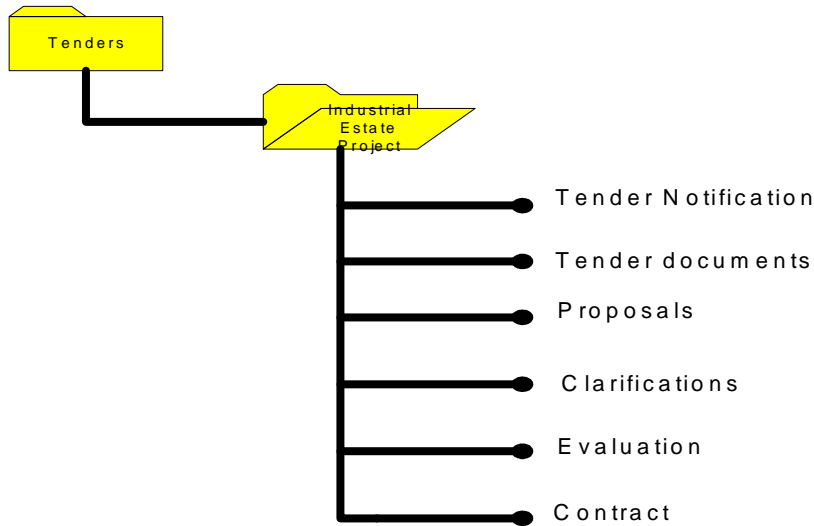 Tenders
Industrial
Estate
Project
Tender Notification
Tender documents
Proposals
Clarifications
Evaluation
Contract